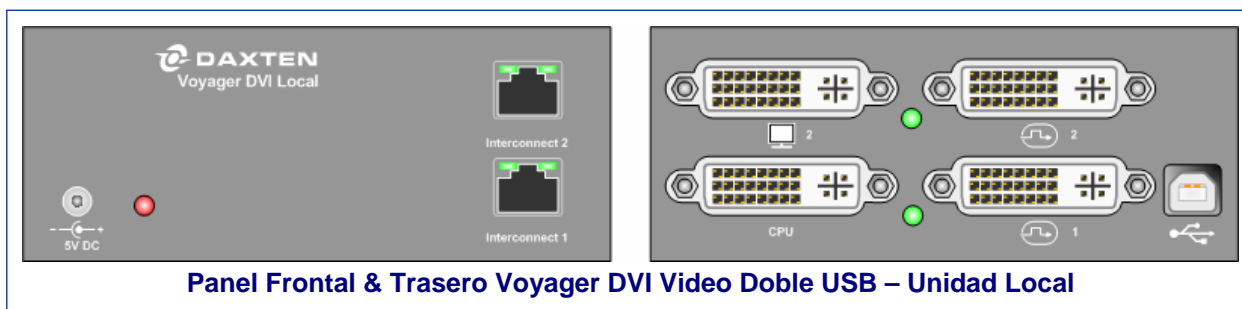 DAXTEN
Voyager DVI Local
Interconnect 2
Interconnect 1
5V DC
2
2
CPU
1
Panel Frontal & Trasero Voyager DVI Video Doble USB – Unidad Local